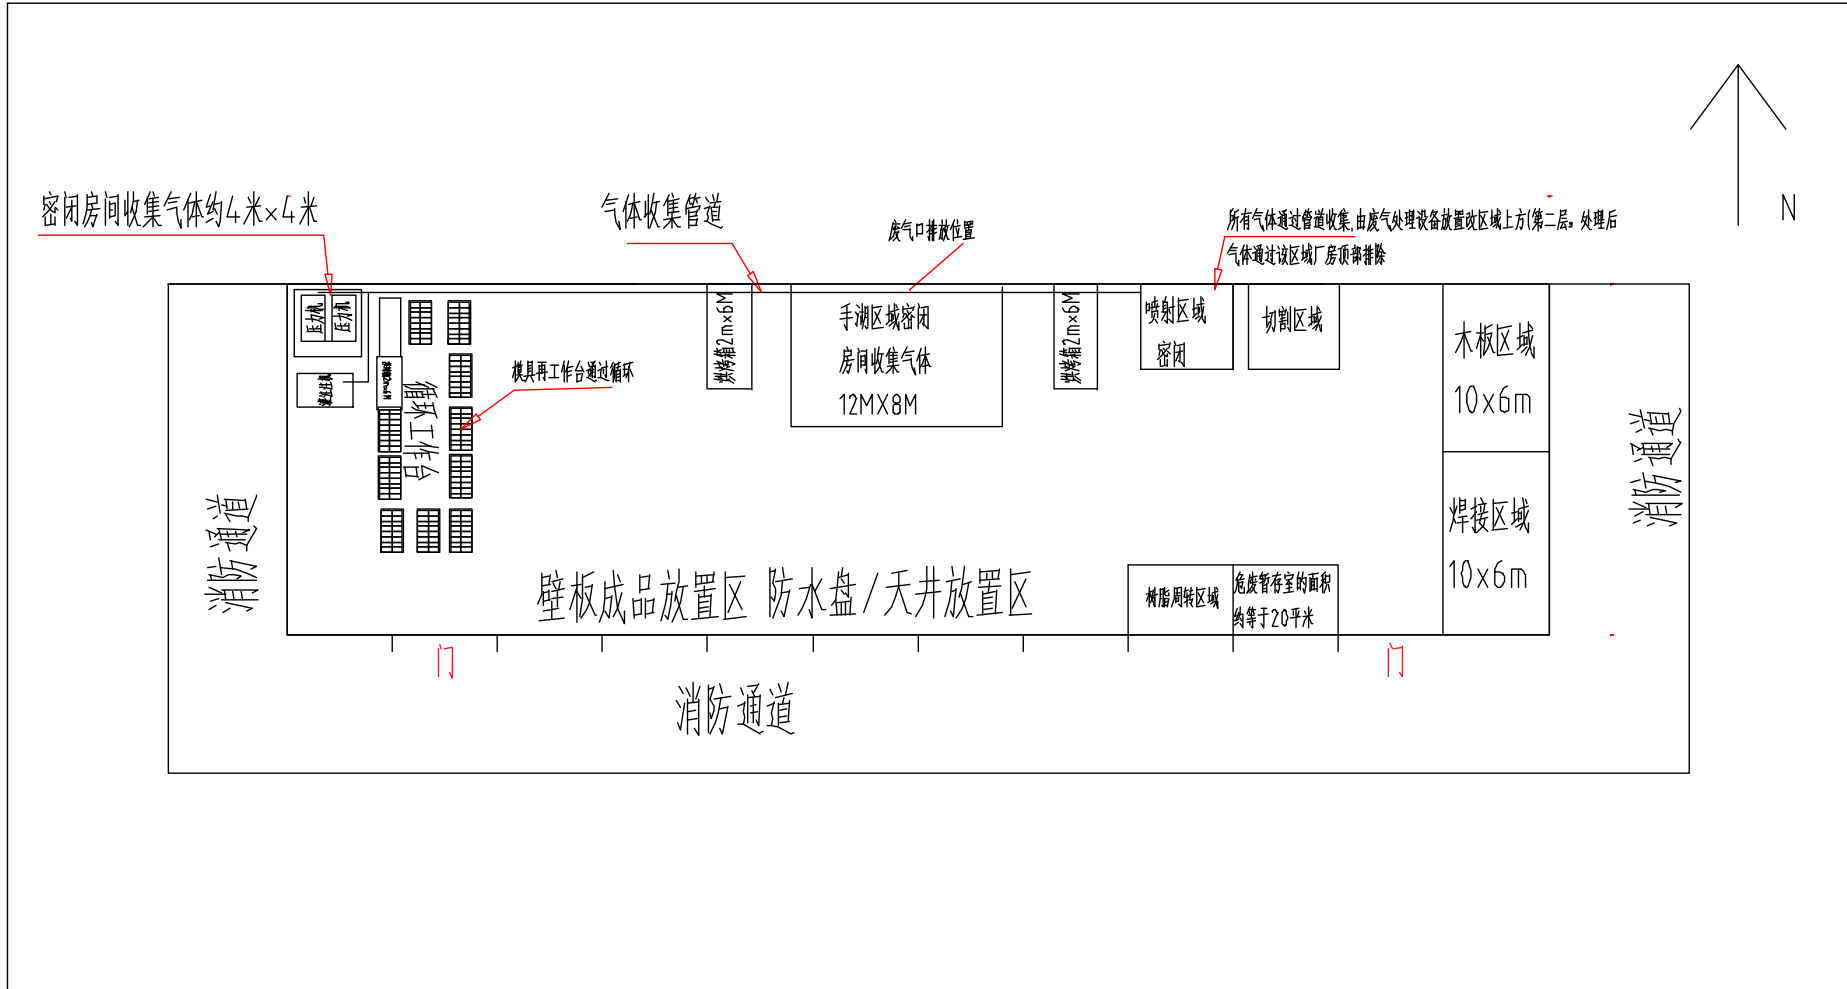 N
密闭房间收集气体约4米×4米
气体收集管道
废气口排放位置
所有气体通过管道收集,由废气处理设备放置改区域上方(第二层。处理后
气体通过该区域厂房顶部排除
压力机
压力机
烘烤箱2m×6M
手湖区域密闭
房间收集气体
12MX8M
烘烤箱2m×6M
喷射区域
密闭
切割区域
木板区域
10x6m
模具再工作台通过循环
循环工作台
消防通道
消防通道
焊接区域
10x6m
壁板成品放置区 防水盘/天井放置区
树脂周转区域
危废暂存室的面积
约等于20平米
门
门
消防通道